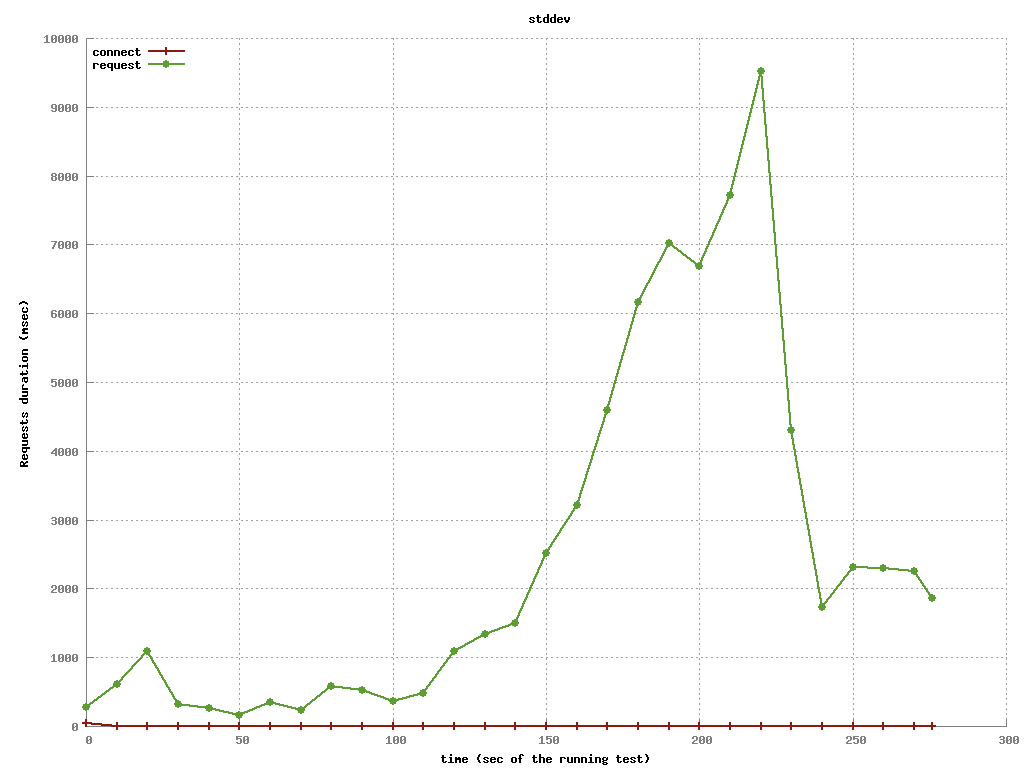 stddev
10000
connect
request
9000
8000
7000
6000
5000
4000
3000
2000
1000
0
Requests duration (msec)
0 50 100 150 200 250 300
time (sec of the running test)